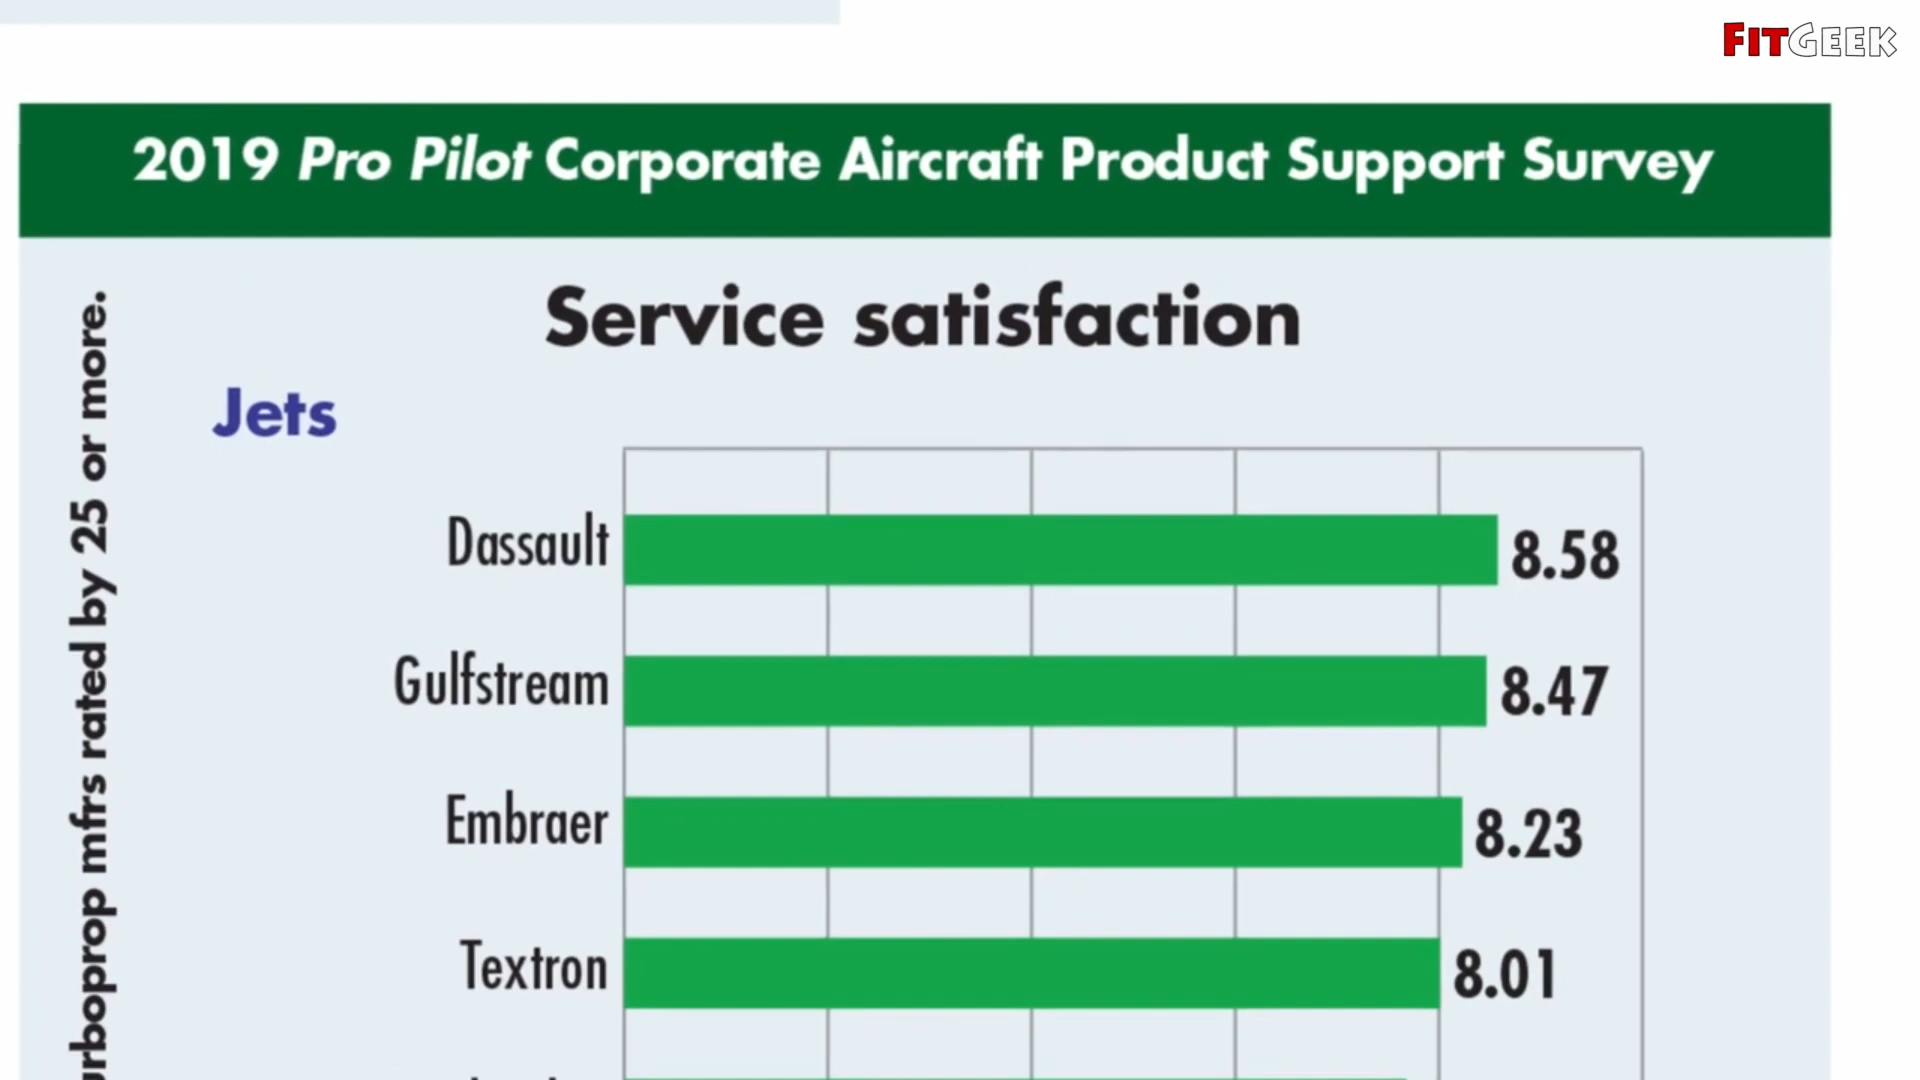 FITGEEK
2019 Pro Pilot Corporate Aircraft Product Support Survey
Service satisfaction
Jets
mfrs rated by 25 or more.
Dassault 8.58
Gulfstream 8.47
Embraer 8.23
Textron 8.01